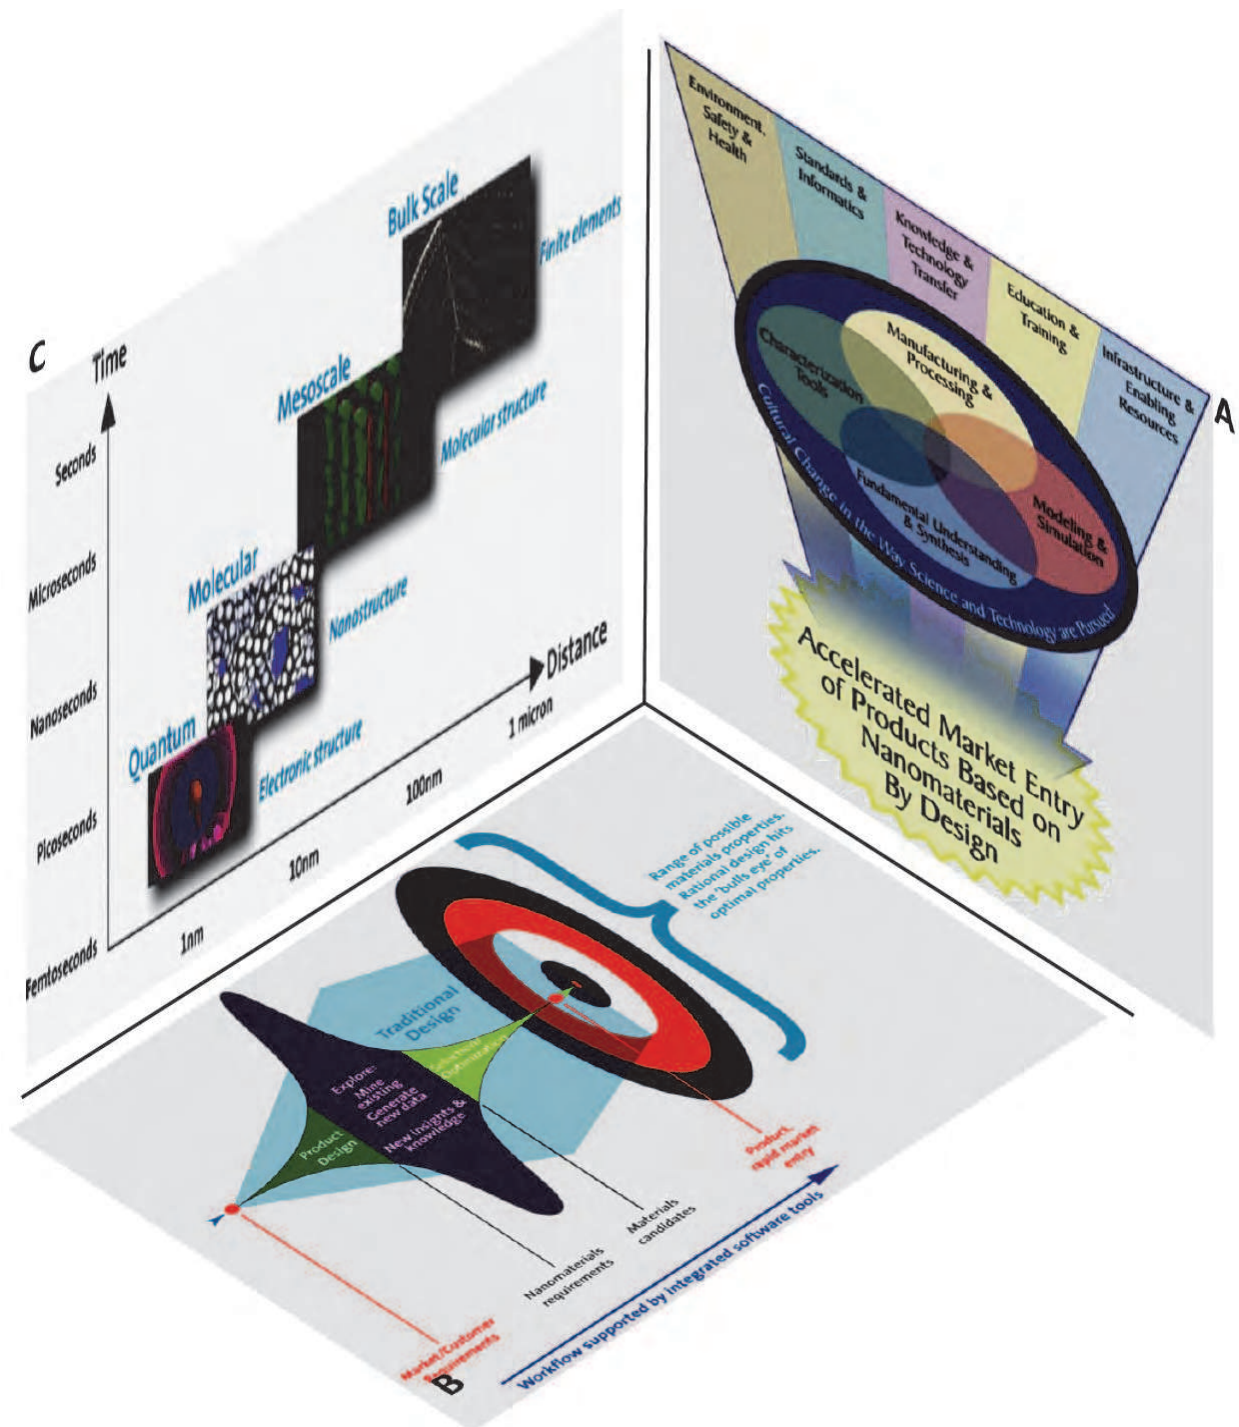 C
Time
Seconds
Microseconds
Nanoseconds
Picoseconds
Femtoseconds
Bulk Scale
Finite elements
Mesoscale
Molecular structure
Molecular
Nanostructure
Quantum
Electronic structure
Distance
1nm
10nm
100nm
1 micron
A
Environment,
Safety &
Health
Standards &
Informatics
Knowledge &
Technology
Transfer
Education &
Training
Infrastructure &
Enabling
Resources
Characterization
Tools
Manufacturing &
Processing
Fundamental Understanding
& Synthesis
Modeling &
Simulation
Cultural Change in the Way Science and Technology are Pursued!
Accelerated Market Entry
of Products Based on
Nanomaterials
By Design
Range of possible
materials properties.
Rational design hits
the 'bulls eye' of
optimal properties.
Traditional
Design
Explore:
Mine
existing
Generate
new data
New insights &
knowledge
Product
Design
Product,
rapid market
entry
Materials
candidates
Nanomaterials
requirements
Market/Customer
Requirements
Workflow supported by integrated software tools
B